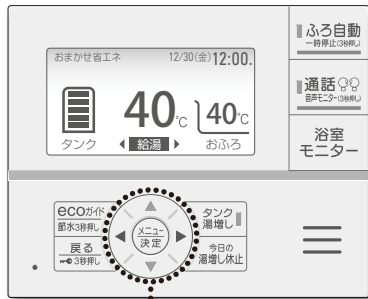 おまかせ省エネ 12/30(金)12:00.
40℃ 40℃
タンク 給湯 おふろ
ふろ自動
一時停止(3秒押し)
通話
音声モニター(3秒押し)
浴室
モニター
ecoガイド
節水3秒押し
戻る
3秒押し
メニュー
決定
タンク
湯増し
今日の
湯増し休止